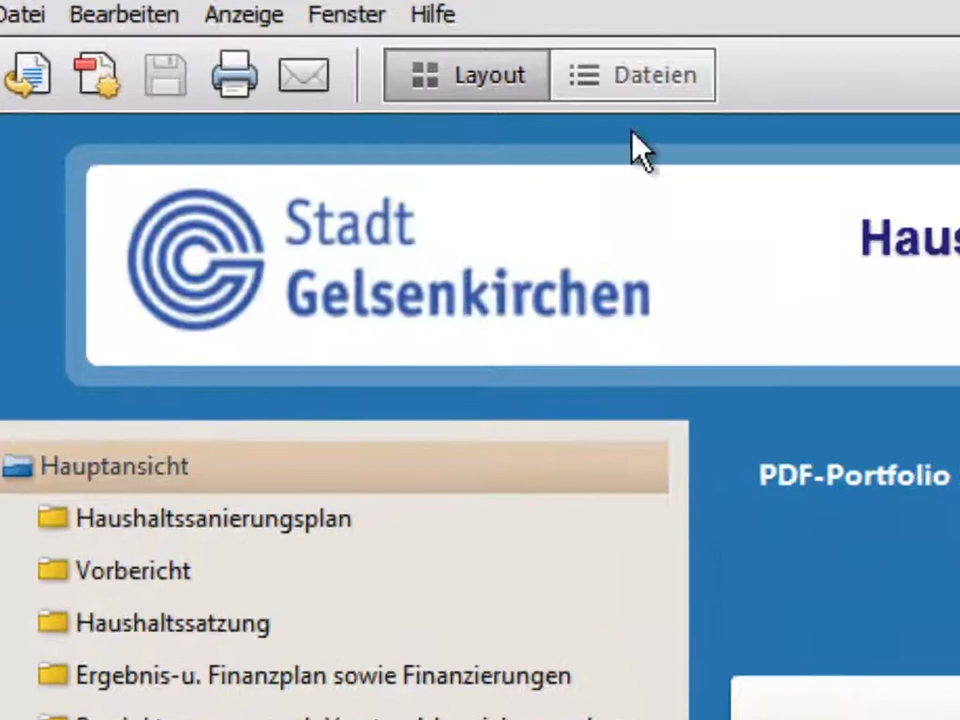 Datei Bearbeiten Anzeige Fenster Hilfe
Layout Dateien
Stadt
Gelsenkirchen
Haus
PDF-Portfolio
Hauptansicht
Haushaltssanierungsplan
Vorbericht
Haushaltssatzung
Ergebnis-u. Finanzplan sowie Finanzierungen